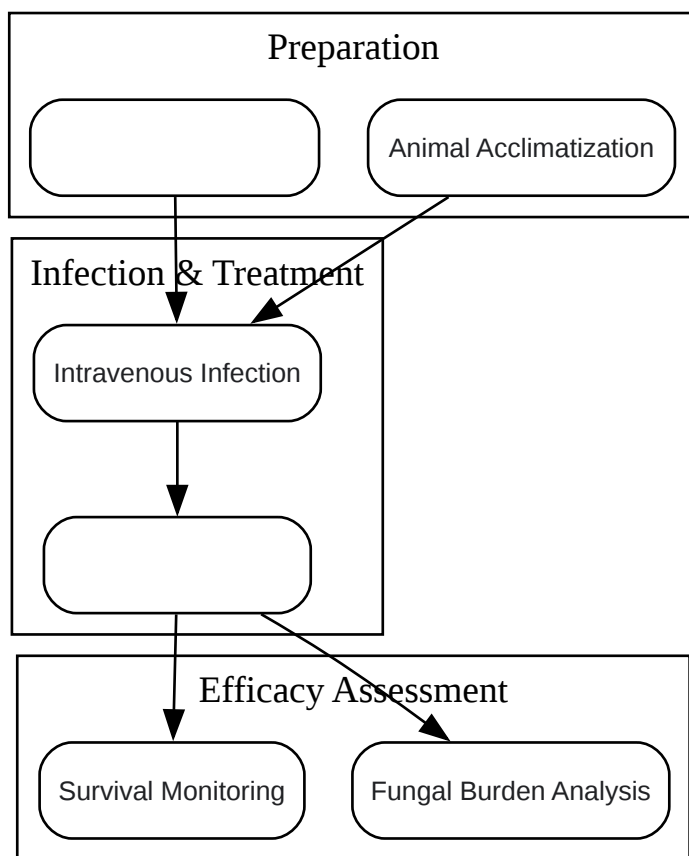 Preparation
Animal Acclimatization
Infection & Treatment
Intravenous Infection
Efficacy Assessment
Survival Monitoring
Fungal Burden Analysis